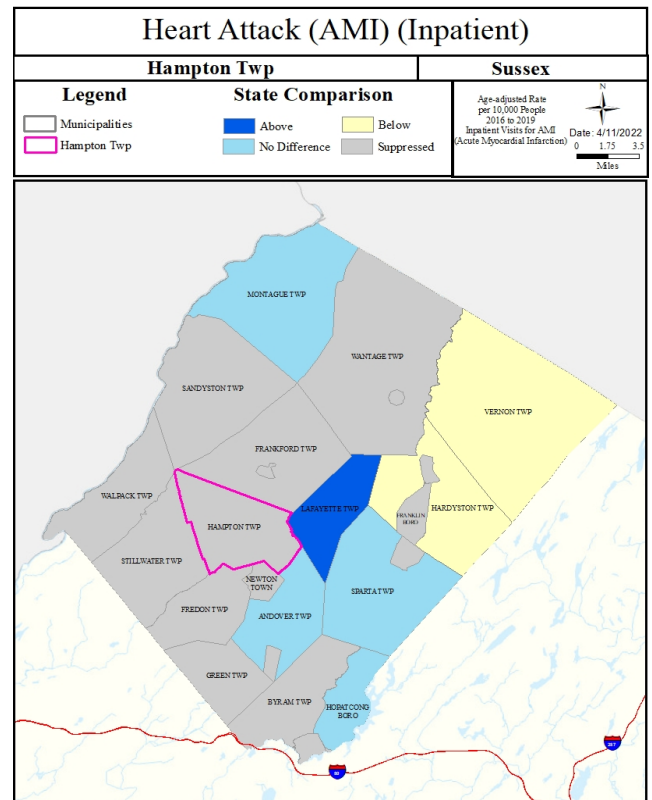 Heart Attack (AMI) (Inpatient)
Hampton Twp
Sussex
Legend
Municipalities
Hampton Twp
State Comparison
Above
Below
No Difference
Suppressed
Age-adjusted Rate
per 10,000 People
2016 to 2019
Inpatient Visits for AMI
(Acute Myocardial Infarction)
N
Date: 4/11/2022
0 1.75 3.5
Miles
MONTAGUE TWP
WANTAGE TWP
SANDYSTON TWP
VERNON TWP
FRANKFORD TWP
WALPACK TWP
LAFAYETTE TWP
HARDYSTON TWP
FRANKLIN
BORO
HAMPTON TWP
STILLWATER TWP
NEWTON
TOWN
SPARTA TWP
FREDON TWP
ANDOVER TWP
GREEN TWP
BYRAM TWP
HOPATCONG
BORO
80
287